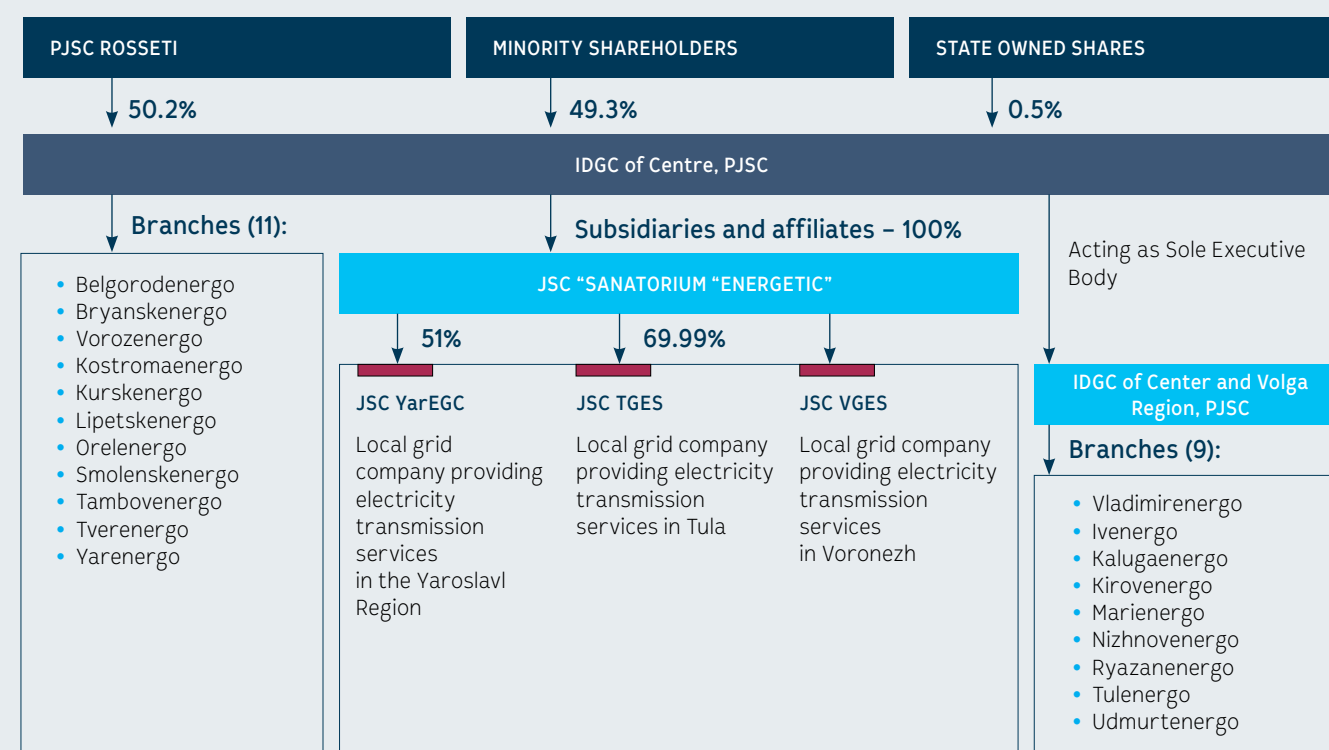 PJSC ROSSETI
MINORITY SHAREHOLDERS
STATE OWNED SHARES
50.2%
49.3%
0.5%
IDGC of Centre, PJSC
Branches (11):
• Belgorodenergo
• Bryanskenergo
• Vorozenergo
• Kostromaenergo
• Kurskenergo
• Lipetskenergo
• Orelenergo
• Smolenskenergo
• Tambovenergo
• Tverenergo
• Yarenergo
Subsidiaries and affiliates – 100%
JSC “SANATORIUM “ENERGETIC”
51%
69.99%
JSC YarEGC
Local grid
company providing
electricity
transmission
services
in the Yaroslavl
Region
JSC TGES
Local grid company
providing electricity
transmission
services in Tula
JSC VGES
Local grid company
providing electricity
transmission
services
in Voronezh
Acting as Sole Executive
Body
IDGC of Center and Volga
Region, PJSC
Branches (9):
• Vladimirenergo
• Ivenergo
• Kalugaenergo
• Kirovenergo
• Marienergo
• Nizhnovenergo
• Ryazanenergo
• Tulenergo
• Udmurtenergo